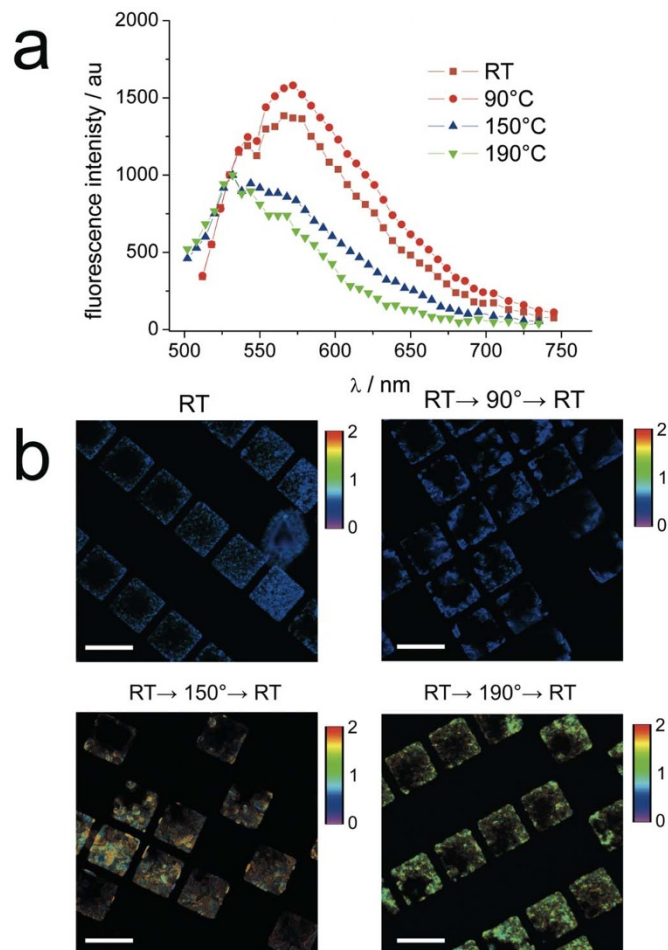 a
2000
1500
1000
500
0
fluorescence intenisty / au
RT
90°C
150°C
190°C
500 550 600 650 700 750
λ / nm
b
RT
2
1
0
RT→ 90°→ RT
2
1
0
RT→ 150°→ RT
2
1
0
RT→ 190°→ RT
2
1
0